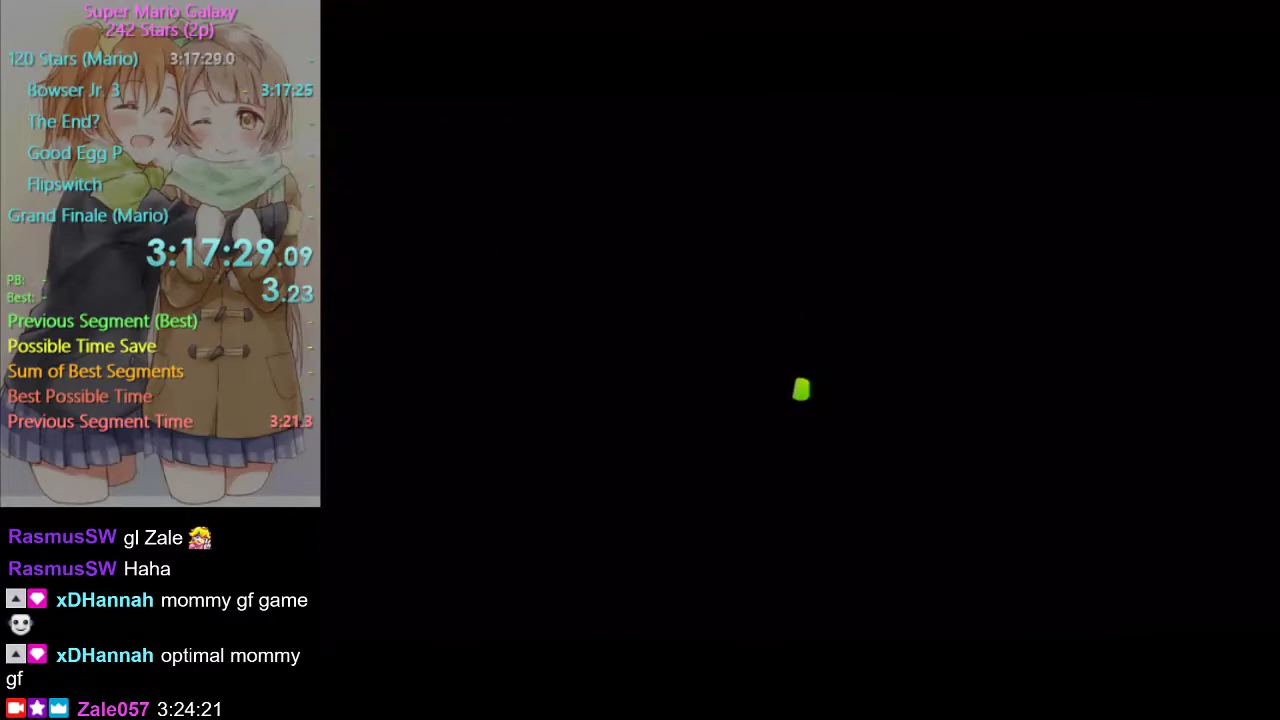 Super Mario Galaxy
242 Stars (2p)
120 Stars (Mario) 3:17:29.0 -
Bowser Jr. 3 - 3:17:25
The End? -
Good Egg P -
Flipswitch -
Grand Finale (Mario) -
3:17:29.09
PB: - 
3.23
Best: -
Previous Segment (Best) -
Possible Time Save -
Sum of Best Segments -
Best Possible Time -
Previous Segment Time 3:21.3
RasmusSW gl Zale
RasmusSW Haha
xDHannah mommy gf game
xDHannah optimal mommy
gf
Zale057 3:24:21